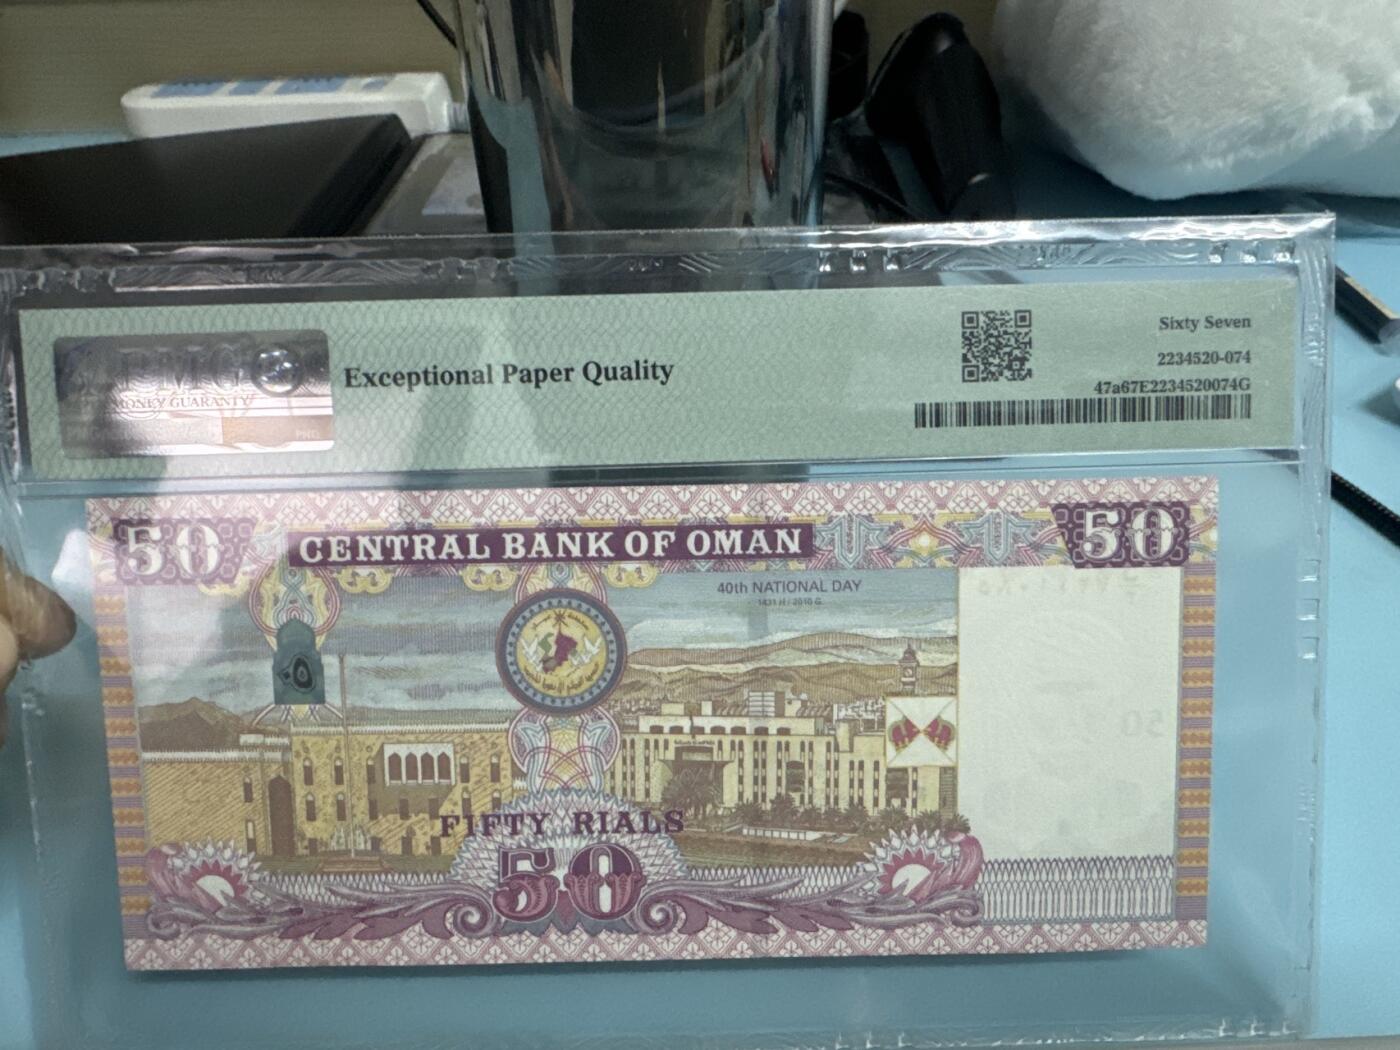 PMG
MONEY GUARANTY
Exceptional Paper Quality
Sixty Seven
2234520-074
47a67E2234520074G
50
CENTRAL BANK OF OMAN
50
40th NATIONAL DAY
1431 H / 2010 G.
٥٠
FIFTY RIALS
50